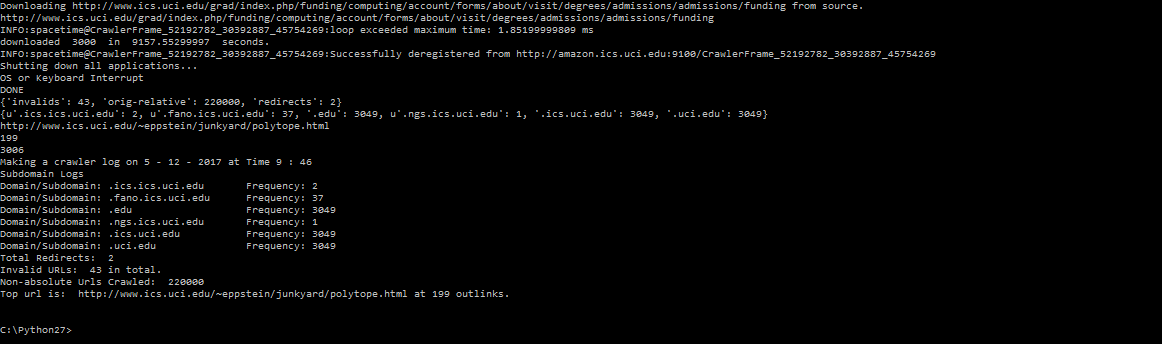 Downloading http://www.ics.uci.edu/grad/index.php/funding/computing/account/forms/about/visit/degrees/admissions/admissions/funding from source.
http://www.ics.uci.edu/grad/index.php/funding/computing/account/forms/about/visit/degrees/admissions/admissions/funding
INFO:spacetime@CrawlerFrame_52192782_30392887_45754269:loop exceeded maximum time: 1.85199999809 ms
downloaded  3000  in  9157.55299997  seconds.
INFO:spacetime@CrawlerFrame_52192782_30392887_45754269:Successfully deregistered from http://amazon.ics.uci.edu:9100/CrawlerFrame_52192782_30392887_45754269
Shutting down all applications...
OS or Keyboard Interrupt
DONE
{'invalids': 43, 'orig-relative': 220000, 'redirects': 2}
{u'.ics.ics.uci.edu': 2, u'.fano.ics.uci.edu': 37, '.edu': 3049, u'.ngs.ics.uci.edu': 1, '.ics.uci.edu': 3049, '.uci.edu': 3049}
http://www.ics.uci.edu/~eppstein/junkyard/polytope.html
199
3006
Making a crawler log on 5 - 12 - 2017 at Time 9 : 46
Subdomain Logs
Domain/Subdomain: .ics.ics.uci.edu       Frequency: 2
Domain/Subdomain: .fano.ics.uci.edu      Frequency: 37
Domain/Subdomain: .edu                   Frequency: 3049
Domain/Subdomain: .ngs.ics.uci.edu       Frequency: 1
Domain/Subdomain: .ics.uci.edu           Frequency: 3049
Domain/Subdomain: .uci.edu               Frequency: 3049
Total Redirects:  2
Invalid URLs:  43 in total.
Non-absolute Urls Crawled:  220000
Top url is:  http://www.ics.uci.edu/~eppstein/junkyard/polytope.html at 199 outlinks.
C:\Python27>